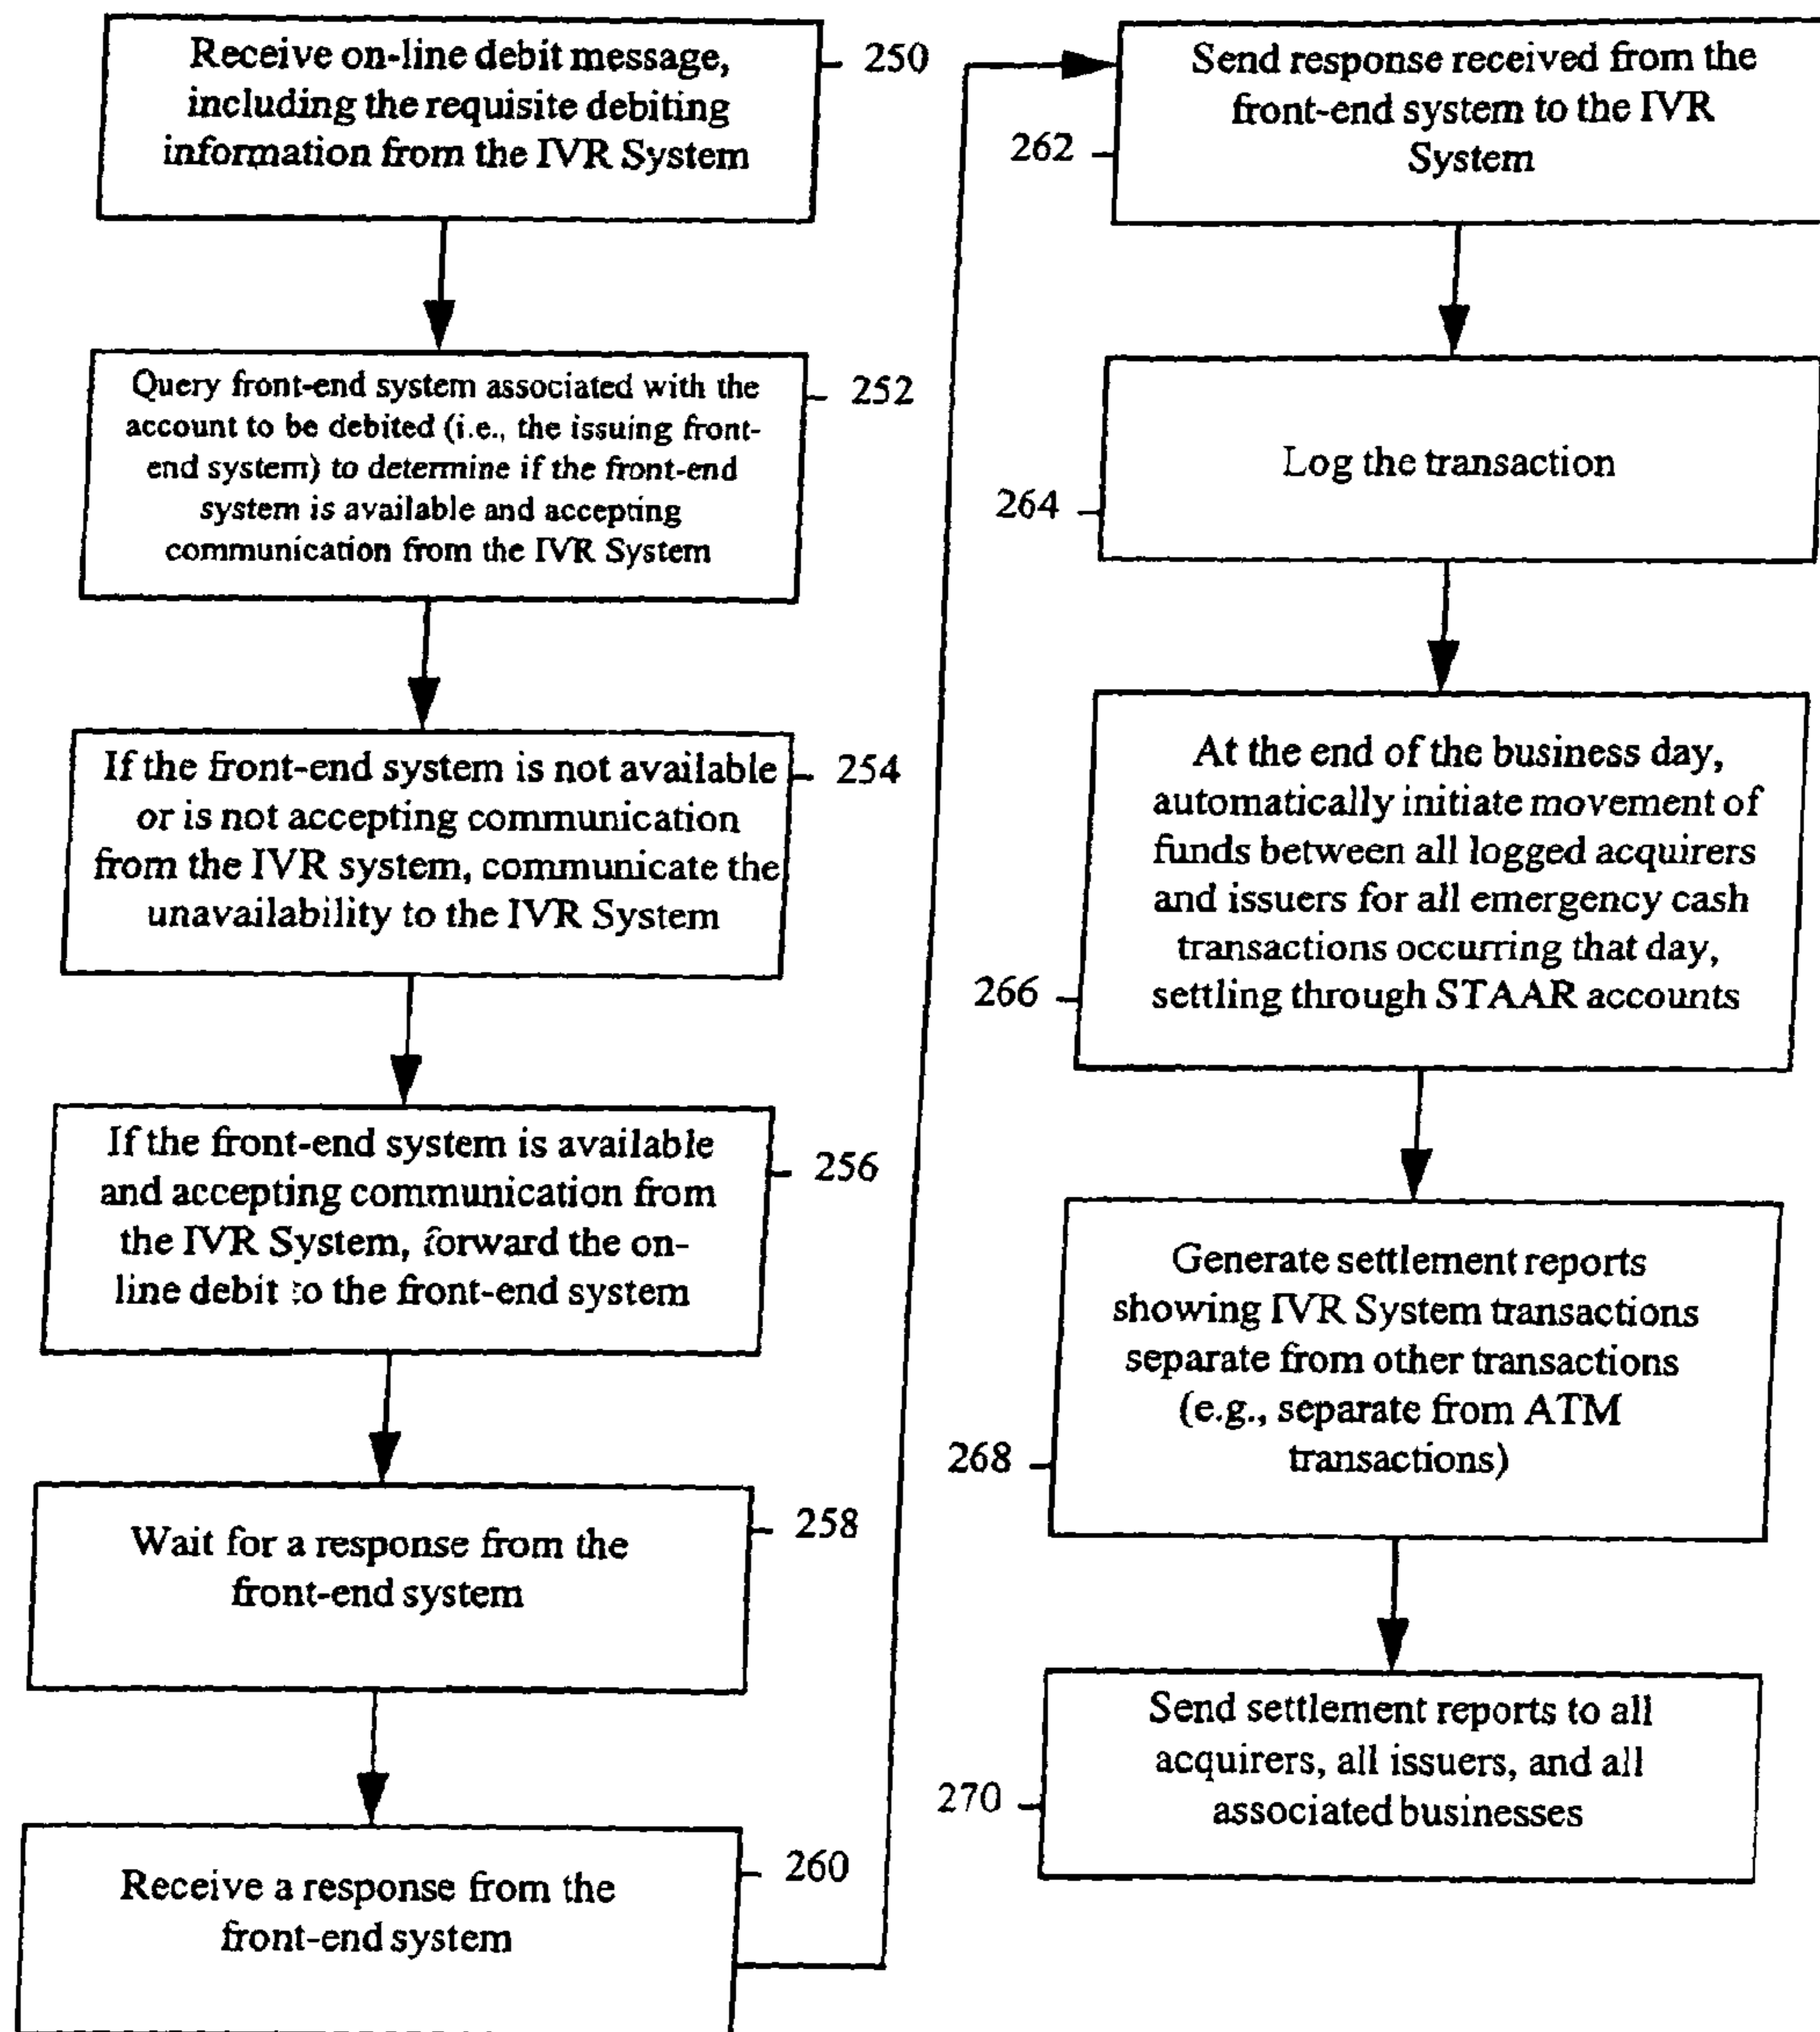 Receive on-line debit message,
including the requisite debiting
information from the IVR System
250
Query front-end system associated with the
account to be debited (i.e., the issuing front-
end system) to determine if the front-end
system is available and accepting
communication from the IVR System
252
If the front-end system is not available
or is not accepting communication
from the IVR system, communicate the
unavailability to the IVR System
254
If the front-end system is available
and accepting communication from
the IVR System, forward the on-
line debit to the front-end system
256
Wait for a response from the
front-end system
258
Receive a response from the
front-end system
260
Send response received from the
front-end system to the IVR
System
262
Log the transaction
264
At the end of the business day,
automatically initiate movement of
funds between all logged acquirers
and issuers for all emergency cash
transactions occurring that day,
settling through STAAR accounts
266
Generate settlement reports
showing IVR System transactions
separate from other transactions
(e.g., separate from ATM
transactions)
268
Send settlement reports to all
acquirers, all issuers, and all
associated businesses
270